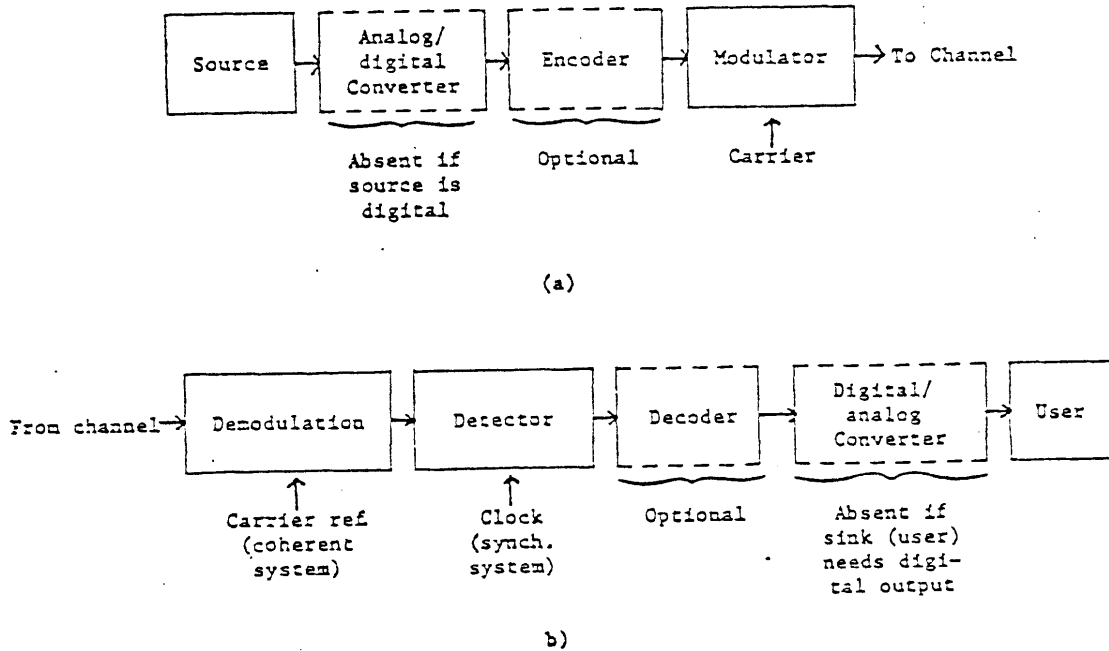 Source
Analog/
digital
Converter
Encoder
Modulator
To Channel
Absent if
source is
digital
Optional
Carrier
(a)
From channel
Demodulation
Detector
Decoder
Digital/
analog
Converter
User
Carrier ref
(coherent
system)
Clock
(synch.
system)
Optional
Absent if
sink (user)
needs digi-
tal output
b)